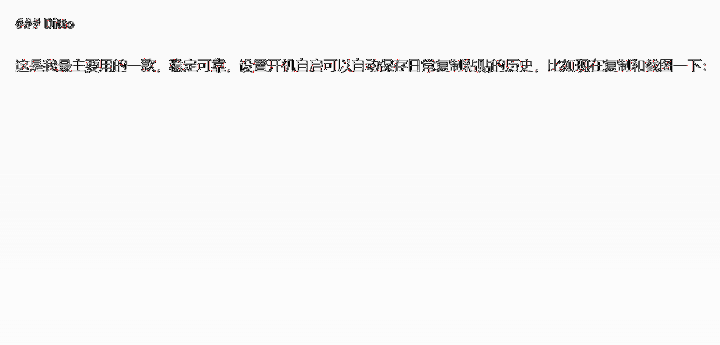 ### Ditto
这是我最主要用的一款，稳定可靠，设置开机自启可以自动保存日常复制粘贴的历史，比如现在复制和截图一下：